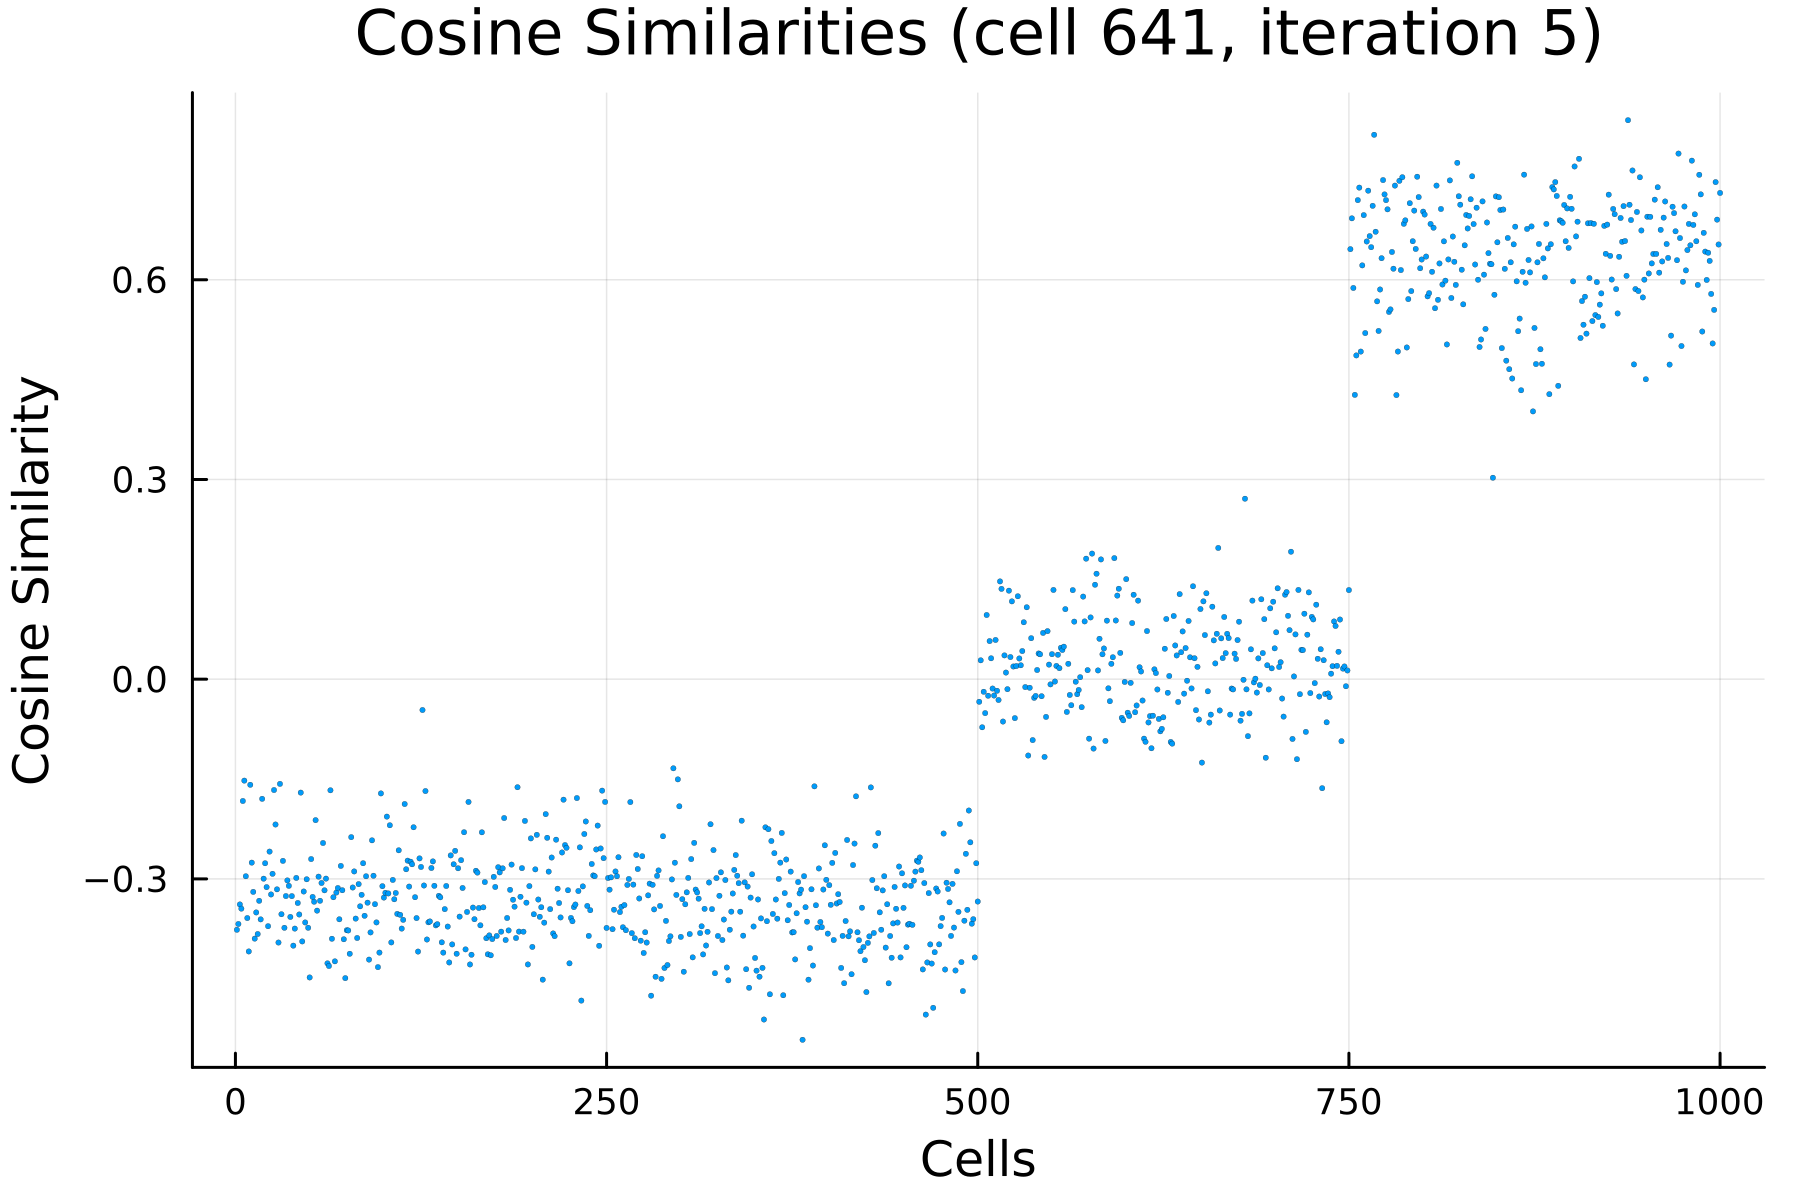 Cosine Similarities (cell 641, iteration 5)
Cosine Similarity
0.6
0.3
0.0
−0.3
0 250 500 750 1000
Cells